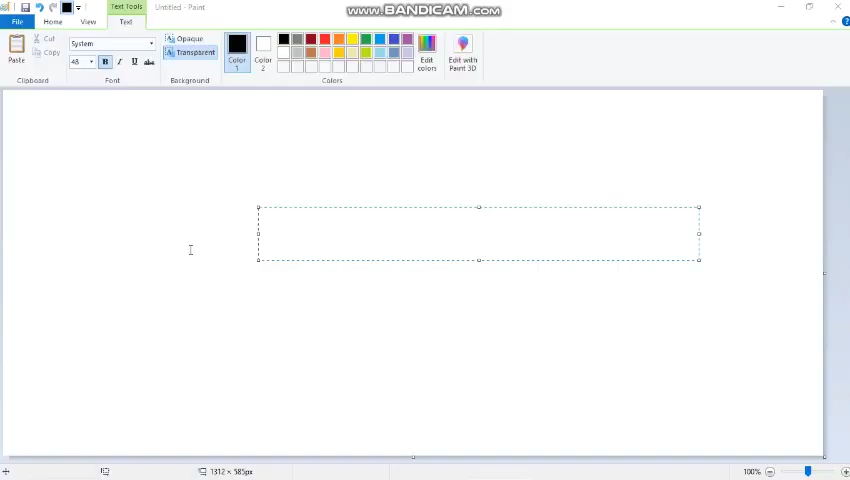 Text Tools
Untitled - Paint
www.BANDICAM.com
File
Home
View
Text
Paste
Cut
Copy
Clipboard
System
48
B
I
U
abc
Font
Opaque
Transparent
Background
Color
1
Color
2
Colors
Edit
colors
Edit with
Paint 3D
1312 × 585px
100%